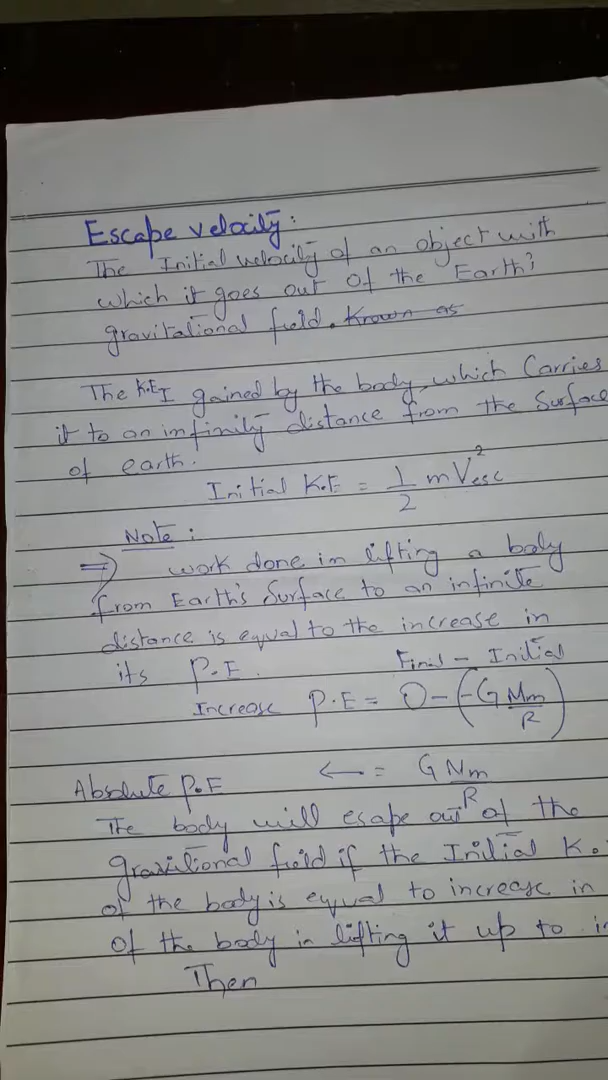 Escape velocity:
The Initial velocity of an object with
which it goes out of the Earth's
gravitational field. Known as
The K.E_I gained by the body, which Carries
it to an infinity distance from the Surface
of earth.
Initial K.E = 1/2 mV²esc
Note:
⇒ work done in lifting a body
from Earth's Surface to an infinite
distance is equal to the increase in
its P.E.
Final - Initial
Increase P.E = 0-(-G Mm/R)
Absolute P.E ← = G Mm/R
The body will escape out of the
gravitional field if the Initial K.
of the body is equal to increase in
of the body in lifting it up to i
Then